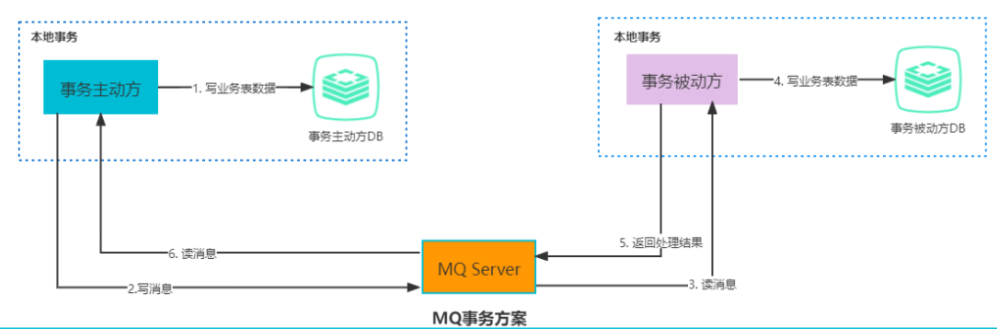 本地事务
事务主动方
1. 写业务表数据
事务主动方DB
本地事务
事务被动方
4. 写业务表数据
事务被动方DB
6. 读消息
2.写消息
MQ Server
5. 返回处理结果
3. 读消息
MQ事务方案